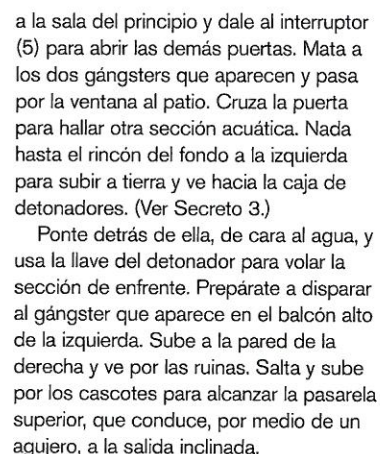 a la sala del principio y dale al interruptor
(5) para abrir las demás puertas. Mata a
los dos gángsters que aparecen y pasa
por la ventana al patio. Cruza la puerta
para hallar otra sección acuática. Nada
hasta el rincón del fondo a la izquierda
para subir a tierra y ve hacia la caja de
detonadores. (Ver Secreto 3.)
Ponte detrás de ella, de cara al agua, y
usa la llave del detonador para volar la
sección de enfrente. Prepárate a disparar
al gángster que aparece en el balcón alto
de la izquierda. Sube a la pared de la
derecha y ve por las ruinas. Salta y sube
por los cascotes para alcanzar la pasarela
superior, que conduce, por medio de un
agujero, a la salida inclinada.